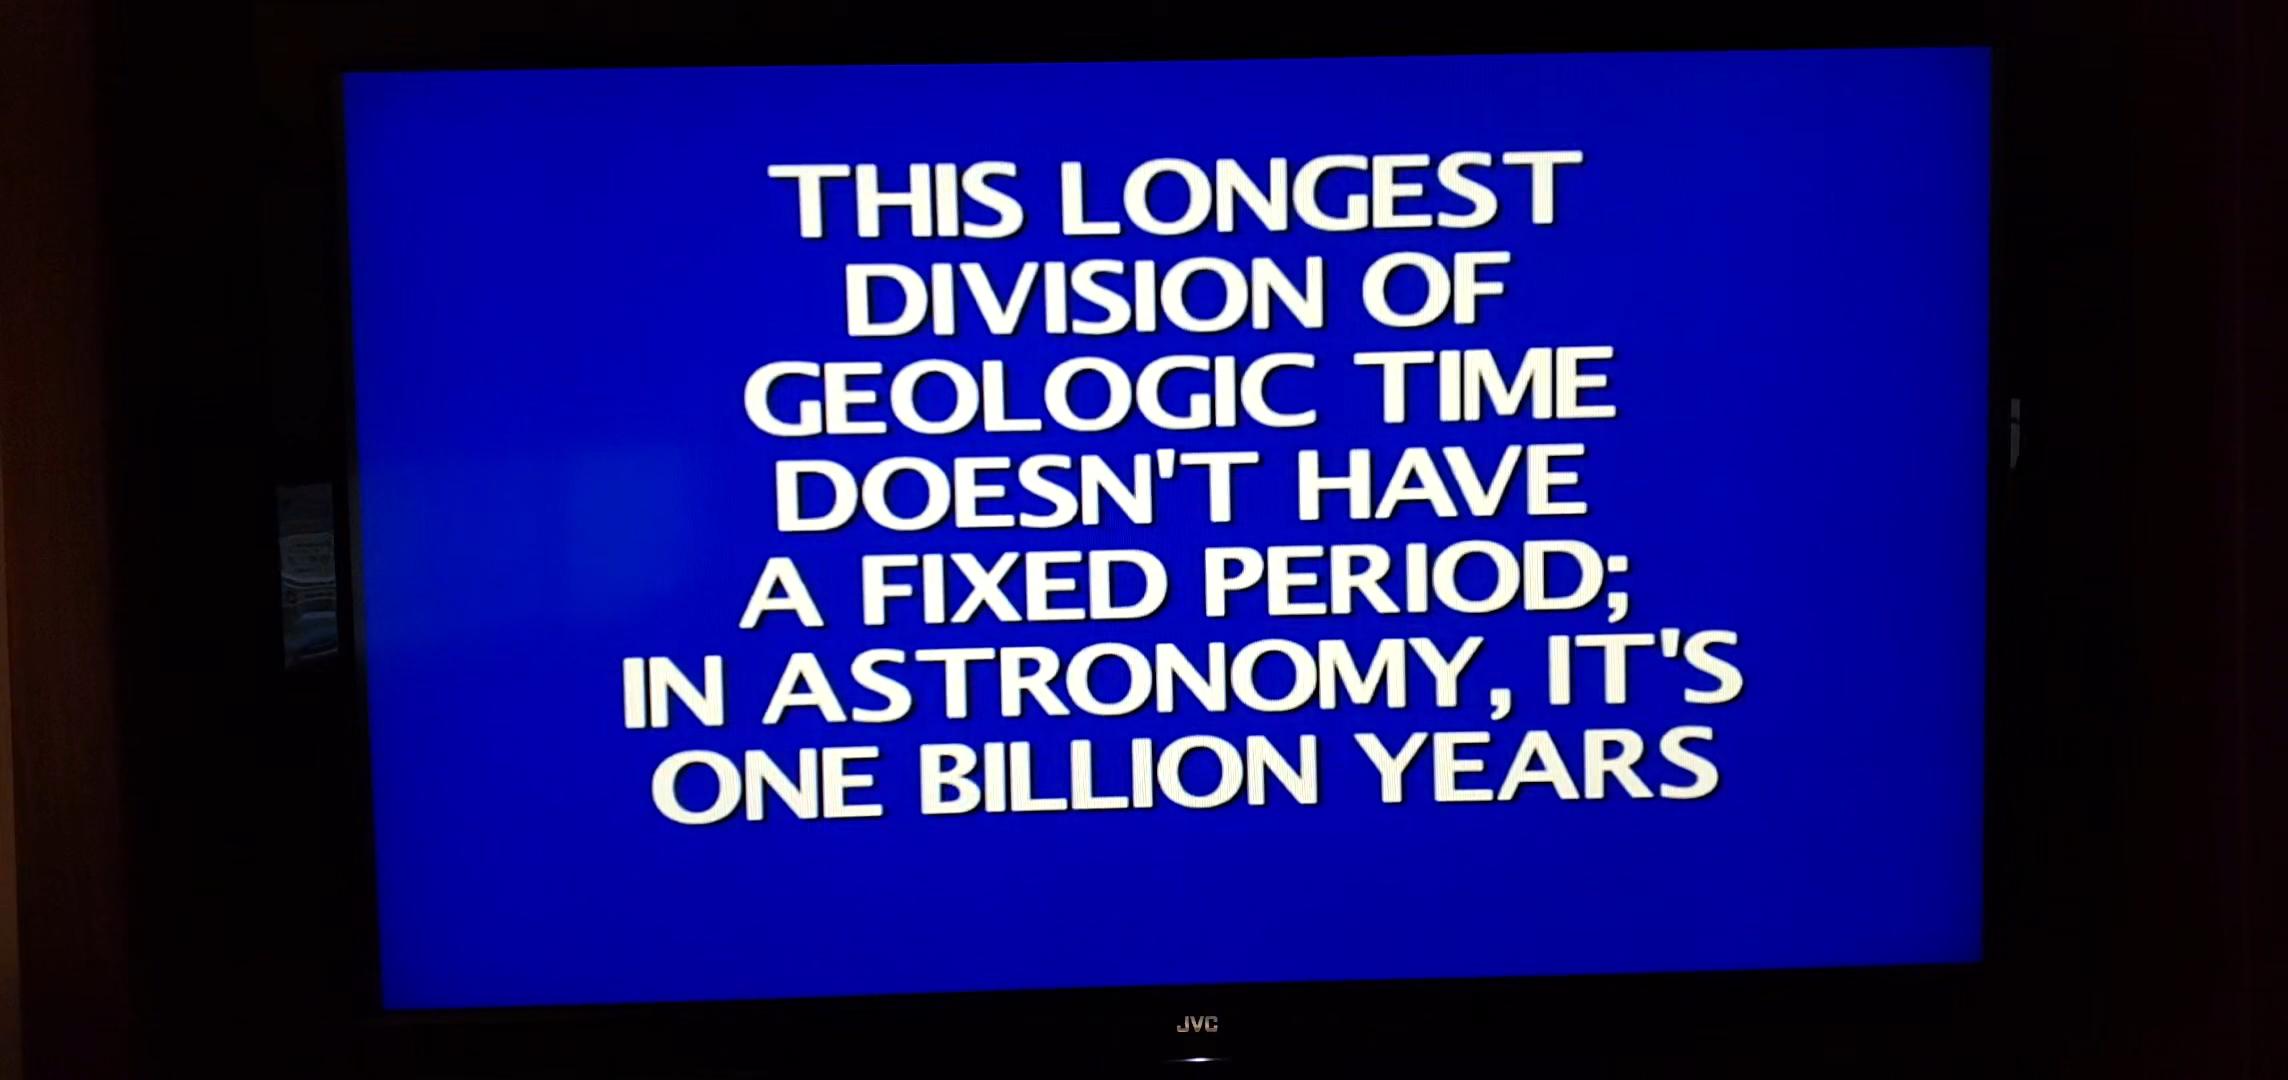 THIS LONGEST
DIVISION OF
GEOLOGIC TIME
DOESN'T HAVE
A FIXED PERIOD;
IN ASTRONOMY, IT'S
ONE BILLION YEARS
JVC